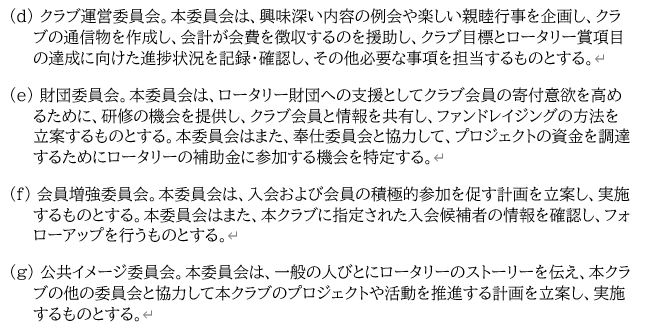 (d) クラブ運営委員会。本委員会は、興味深い内容の例会や楽しい親睦行事を企画し、クラ
ブの通信物を作成し、会計が会費を徴収するのを援助し、クラブ目標とロータリー賞項目
の達成に向けた進捗状況を記録・確認し、その他必要な事項を担当するものとする。↵
(e) 財団委員会。本委員会は、ロータリー財団への支援としてクラブ会員の寄付意欲を高め
るために、研修の機会を提供し、クラブ会員と情報を共有し、ファンドレイジングの方法を
立案するものとする。本委員会はまた、奉仕委員会と協力して、プロジェクトの資金を調達
するためにロータリーの補助金に参加する機会を特定する。↵
(f) 会員増強委員会。本委員会は、入会および会員の積極的参加を促す計画を立案し、実施
するものとする。本委員会はまた、本クラブに指定された入会候補者の情報を確認し、フォ
ローアップを行うものとする。↵
(g) 公共イメージ委員会。本委員会は、一般の人びとにロータリーのストーリーを伝え、本クラ
ブの他の委員会と協力して本クラブのプロジェクトや活動を推進する計画を立案し、実施
するものとする。↵